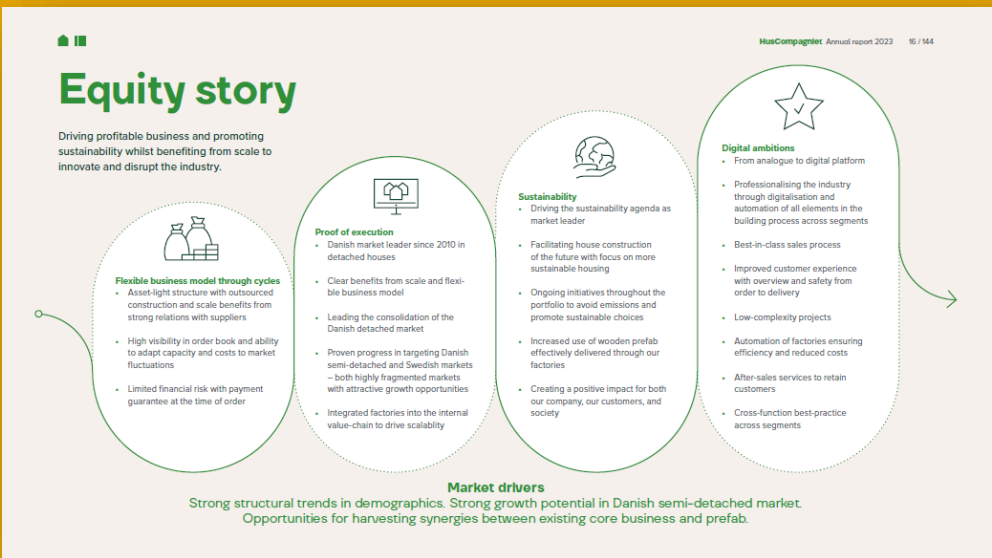 HusCompagniet Annual report 2023 16 / 144
Equity story
Driving profitable business and promoting
sustainability whilst benefiting from scale to
innovate and disrupt the industry.
Flexible business model through cycles
• Asset-light structure with outsourced
construction and scale benefits from
strong relations with suppliers
• High visibility in order book and ability
to adapt capacity and costs to market
fluctuations
• Limited financial risk with payment
guarantee at the time of order
Proof of execution
• Danish market leader since 2010 in
detached houses
• Clear benefits from scale and flexi-
ble business model
• Leading the consolidation of the
Danish detached market
• Proven progress in targeting Danish
semi-detached and Swedish markets
– both highly fragmented markets
with attractive growth opportunities
• Integrated factories into the internal
value-chain to drive scalablity
Sustainability
• Driving the sustainability agenda as
market leader
• Facilitating house construction
of the future with focus on more
sustainable housing
• Ongoing initiatives throughout the
portfolio to avoid emissions and
promote sustainable choices
• Increased use of wooden prefab
effectively delivered through our
factories
• Creating a positive impact for both
our company, our customers, and
society
Digital ambitions
• From analogue to digital platform
• Professionalising the industry
through digitalisation and
automation of all elements in the
building process across segments
• Best-in-class sales process
• Improved customer experience
with overview and safety from
order to delivery
• Low-complexity projects
• Automation of factories ensuring
efficiency and reduced costs
• After-sales services to retain
customers
• Cross-function best-practice
across segments
Market drivers
Strong structural trends in demographics. Strong growth potential in Danish semi-detached market.
Opportunities for harvesting synergies between existing core business and prefab.